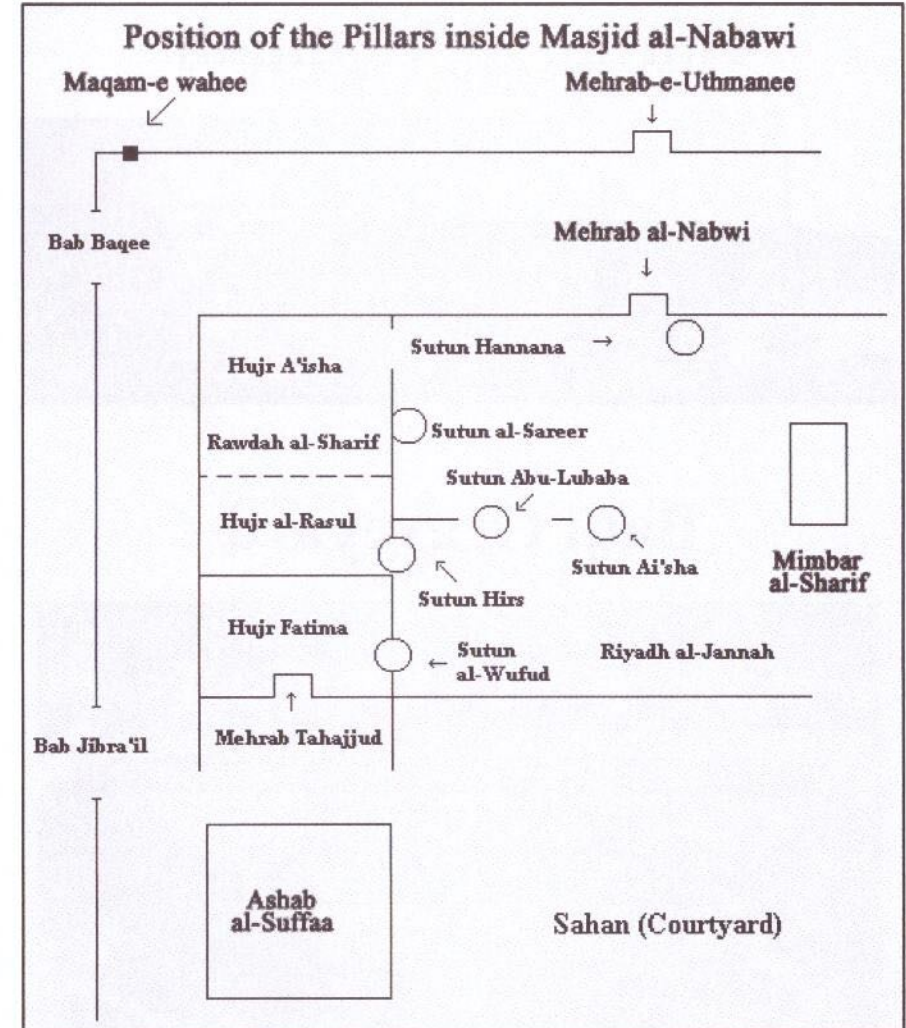 Position of the Pillars inside Masjid al-Nabawi
Maqam-e wahee
Mehrab-e-Uthmanee
Bab Baqee
Mehrab al-Nabwi
Sutun Hannana
Hujr A'isha
Sutun al-Sareer
Rawdah al-Sharif
Sutun Abu-Lubaba
Hujr al-Rasul
Sutun Ai'sha
Mimbar
al-Sharif
Sutun Hirs
Hujr Fatima
Sutun
al-Wufud
Riyadh al-Jannah
Mehrab Tahajjud
Bab Jibra'il
Ashab
al-Suffaa
Sahan (Courtyard)